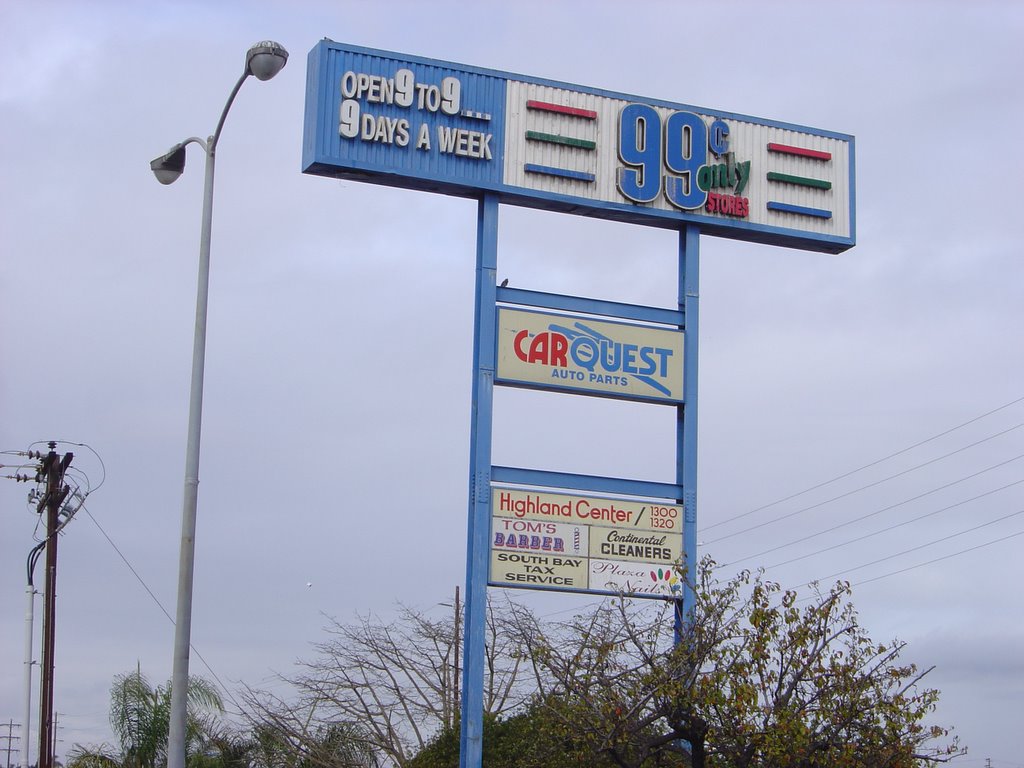 OPEN 9 TO 9....
9 DAYS A WEEK
99¢
only
STORES
CARQUEST
AUTO PARTS
Highland Center / 1300
1320
TOM'S
BARBER
Continental
CLEANERS
SOUTH BAY
TAX
SERVICE
Plaza
Nails